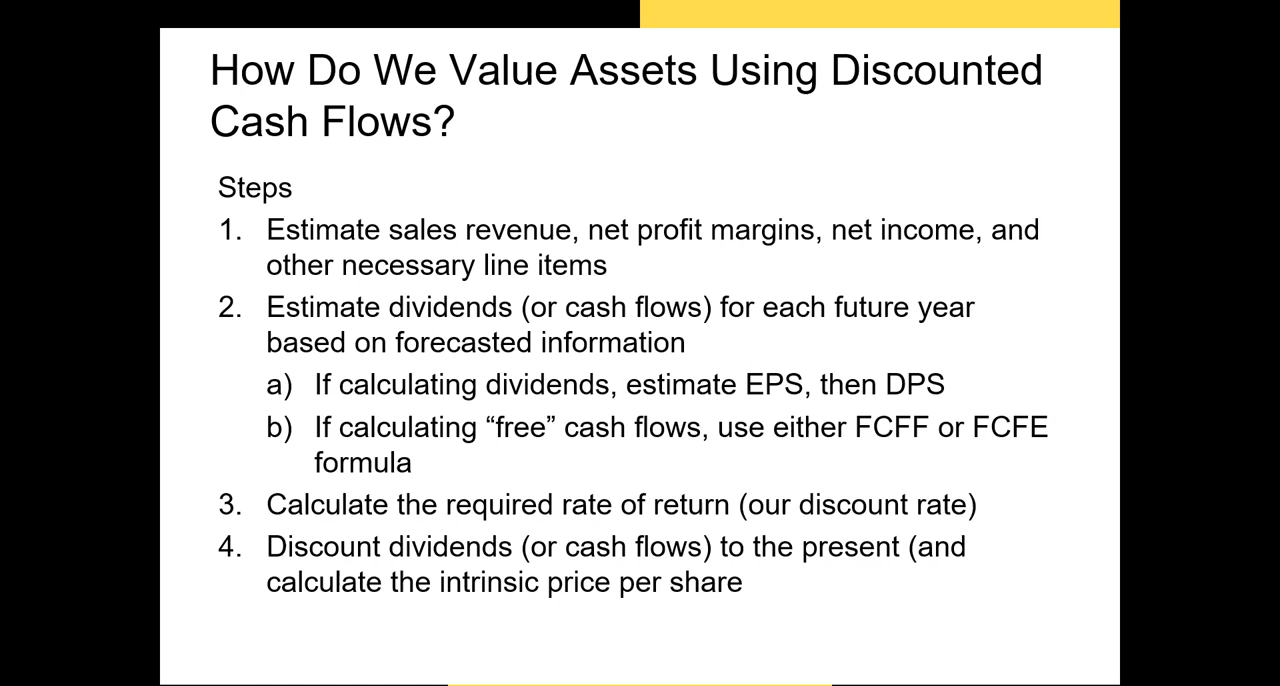 How Do We Value Assets Using Discounted
Cash Flows?
Steps
1. Estimate sales revenue, net profit margins, net income, and
other necessary line items
2. Estimate dividends (or cash flows) for each future year
based on forecasted information
a) If calculating dividends, estimate EPS, then DPS
b) If calculating “free” cash flows, use either FCFF or FCFE
formula
3. Calculate the required rate of return (our discount rate)
4. Discount dividends (or cash flows) to the present (and
calculate the intrinsic price per share